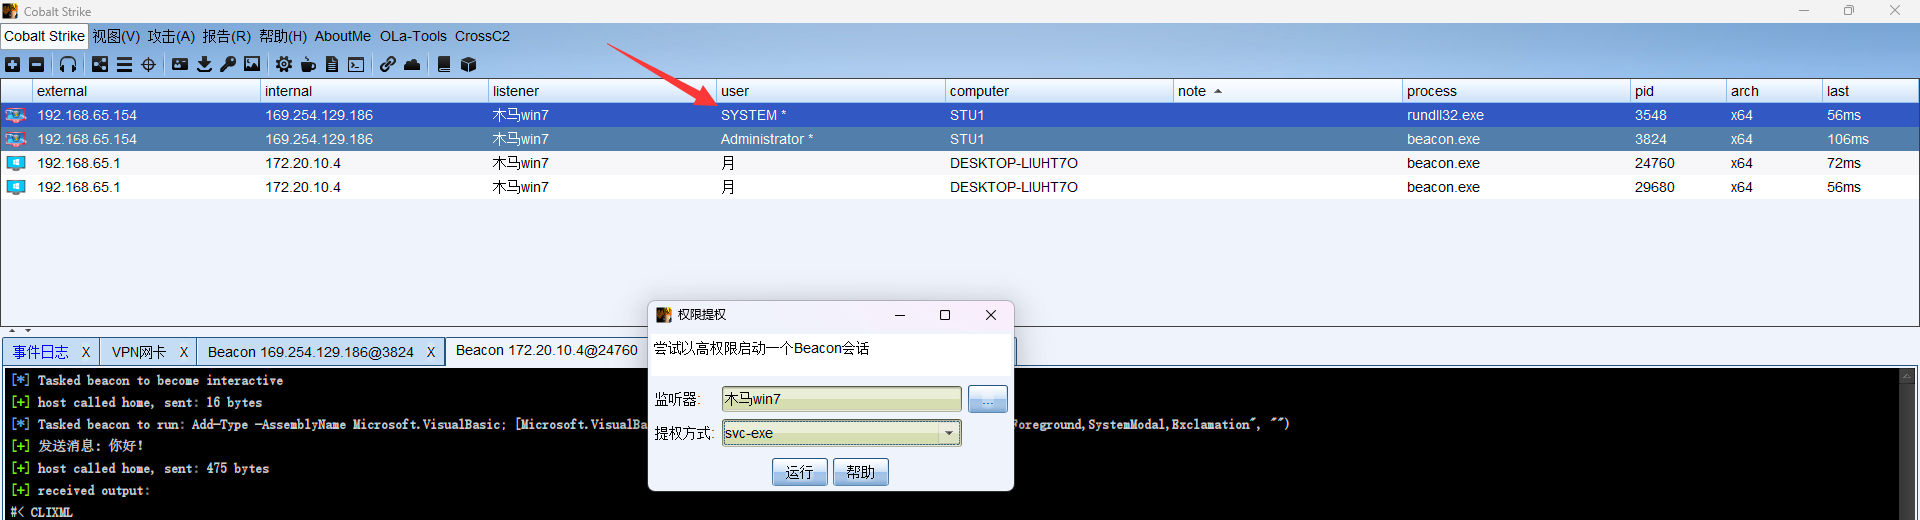 Cobalt Strike
Cobalt Strike 视图(V) 攻击(A) 报告(R) 帮助(H) AboutMe OLa-Tools CrossC2
external internal listener user computer note process pid arch last
192.168.65.154 169.254.129.186 木马win7 SYSTEM * STU1 rundll32.exe 3548 x64 56ms
192.168.65.154 169.254.129.186 木马win7 Administrator * STU1 beacon.exe 3824 x64 106ms
192.168.65.1 172.20.10.4 木马win7 月 DESKTOP-LIUHT7O beacon.exe 24760 x64 72ms
192.168.65.1 172.20.10.4 木马win7 月 DESKTOP-LIUHT7O beacon.exe 29680 x64 56ms
权限提权
尝试以高权限启动一个Beacon会话
监听器: 木马win7 ...
提权方式: svc-exe
运行 帮助
事件日志 X VPN网卡 X Beacon 169.254.129.186@3824 X Beacon 172.20.10.4@24760
[*] Tasked beacon to become interactive
[+] host called home, sent: 16 bytes
[*] Tasked beacon to run: Add-Type -AssemblyName Microsoft.VisualBasic; [Microsoft.VisualBa oreground,SystemModal,Exclamation", "")
[+] 发送消息: 你好!
[+] host called home, sent: 475 bytes
[+] received output:
#< CLIXML